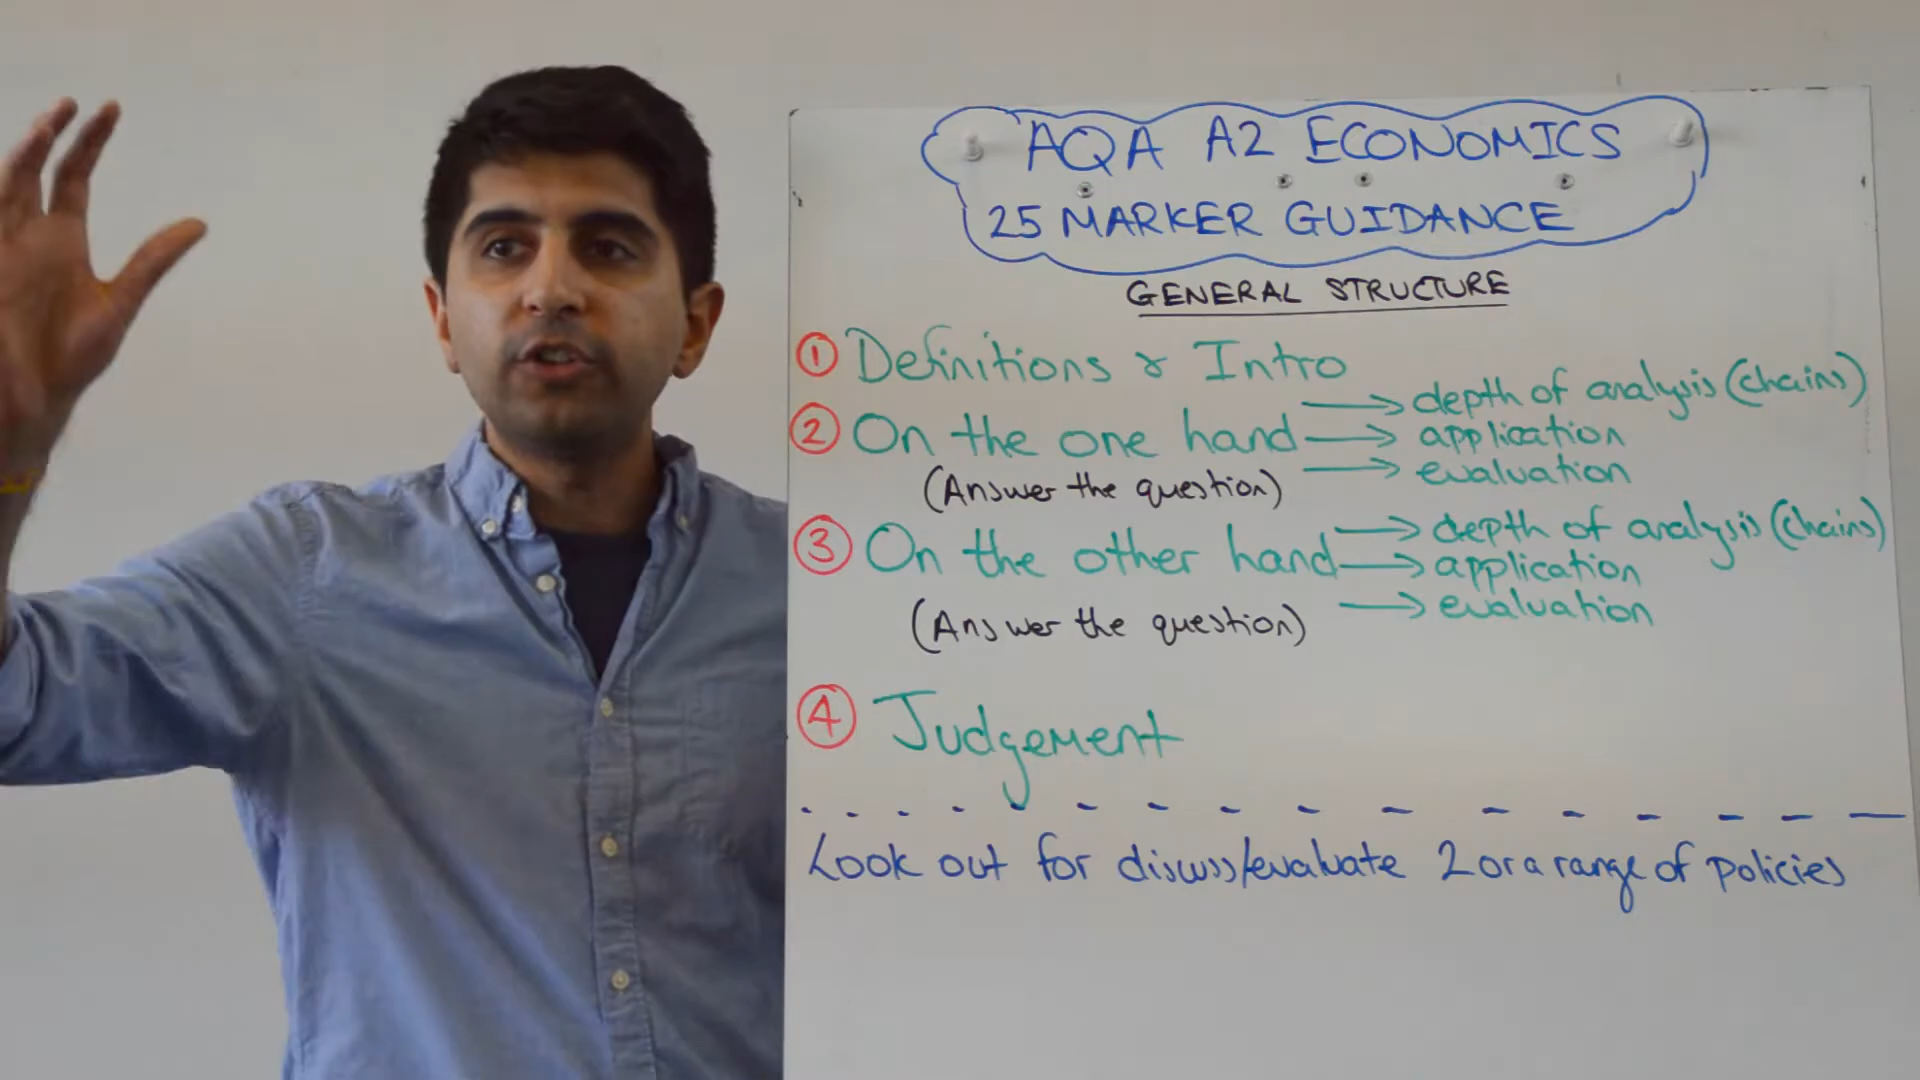 AQA A2 ECONOMICS
25 MARKER GUIDANCE
GENERAL STRUCTURE
1 Definitions & Intro
2 On the one hand → depth of analysis (chains)
→ application
→ evaluation
(Answer the question)
3 On the other hand → depth of analysis (chains)
→ application
→ evaluation
(Answer the question)
4 Judgement
Look out for discuss/evaluate 2 or a range of policies